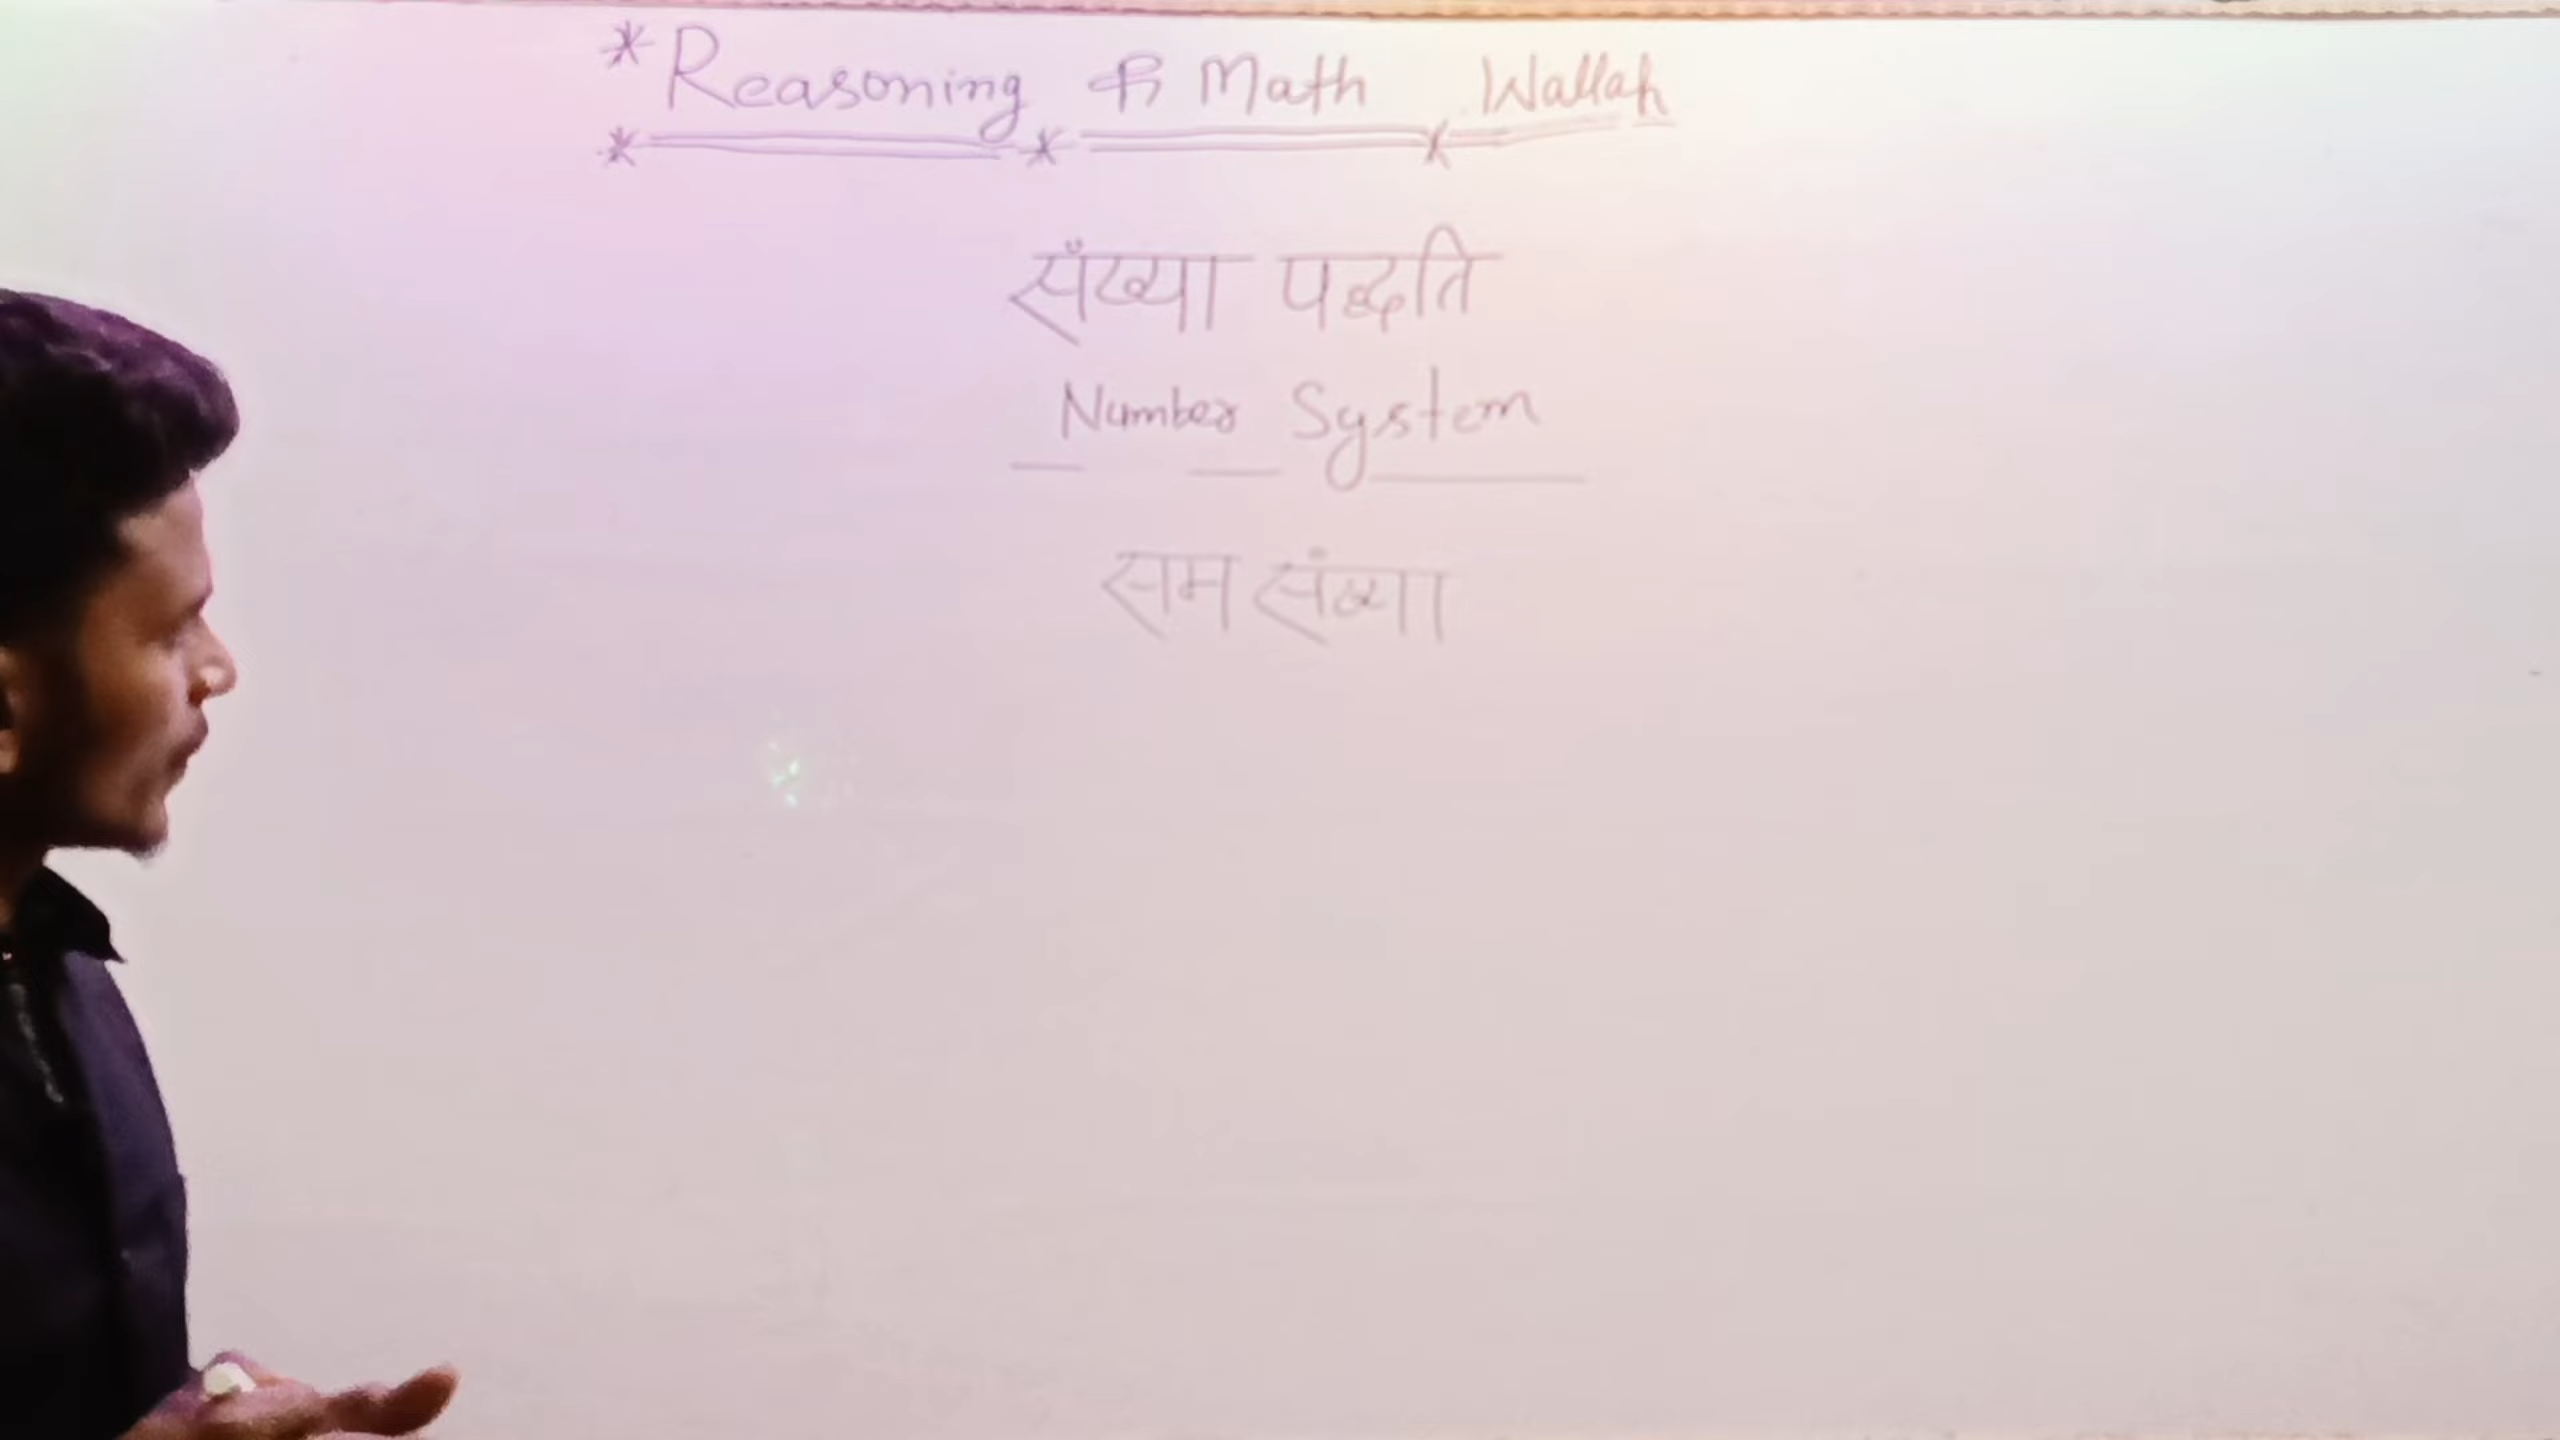 * Reasoning & Math Wallah
संख्या पद्धति
Number System
सम संख्या